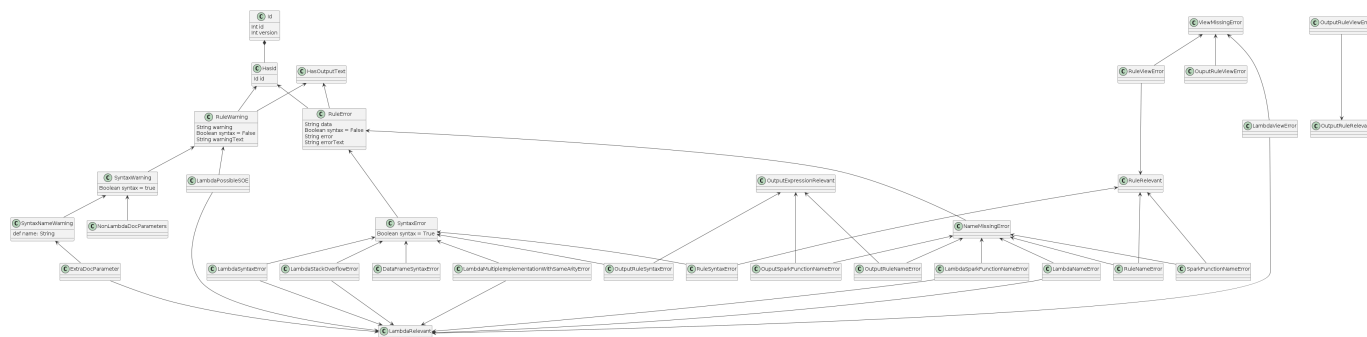 C Id
Int id
Int version
C ViewMissingError
C OutputRuleViewErr
C HasId
Id id
C HasOutputText
C RuleViewError
C OuputRuleViewError
C RuleWarning
String warning
Boolean syntax = False
String warningText
C RuleError
String data
Boolean syntax = False
String error
String errorText
C LambdaViewError
C OutputRuleReleva
C SyntaxWarning
Boolean syntax = true
C LambdaPossibleSOE
C OutputExpressionRelevant
C RuleRelevant
C SyntaxNameWarning
def name: String
C NonLambdaDocParameters
C SyntaxError
Boolean syntax = True
C NameMissingError
C ExtraDocParameter
C LambdaSyntaxError
C LambdaStackOverflowError
C DataFrameSyntaxError
C LambdaMultipleImplementationWithSameArityError
C OutputRuleSyntaxError
C RuleSyntaxError
C OuputSparkFunctionNameError
C OutputRuleNameError
C LambdaSparkFunctionNameError
C LambdaNameError
C RuleNameError
C SparkFunctionNameError
C LambdaRelevant